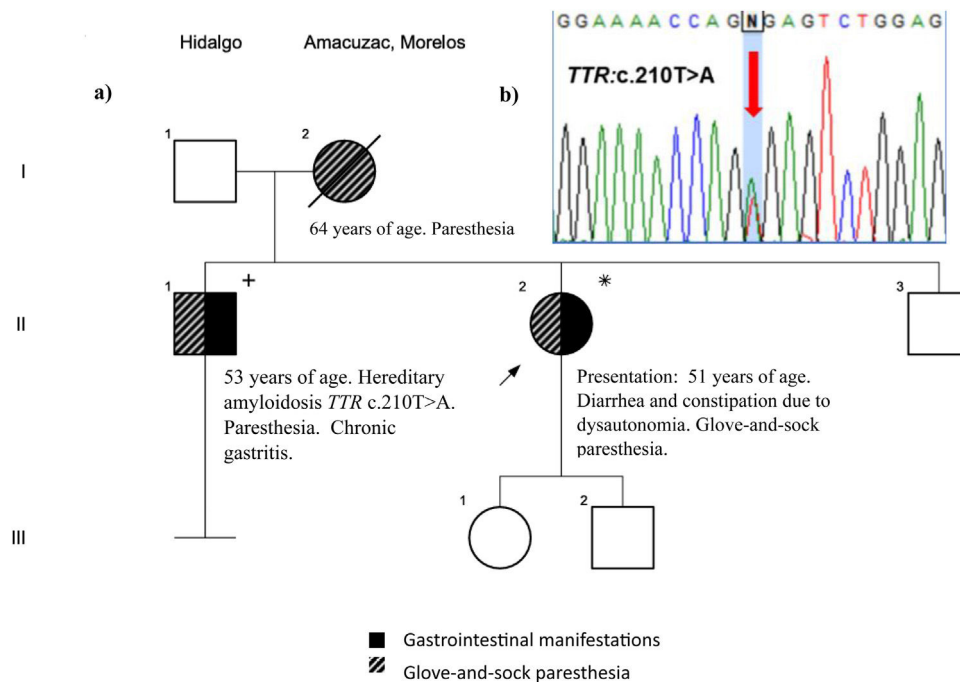 Hidalgo
Amacuzac, Morelos
a)
b)
G G A A A A C C A G N G A G T C T G G A G
TTR:c.210T>A
I
1
2
64 years of age. Paresthesia
II
1
+
2
*
3
53 years of age. Hereditary
amyloidosis TTR c.210T>A.
Paresthesia. Chronic
gastritis.
Presentation: 51 years of age.
Diarrhea and constipation due to
dysautonomia. Glove-and-sock
paresthesia.
III
1
2
Gastrointestinal manifestations
Glove-and-sock paresthesia